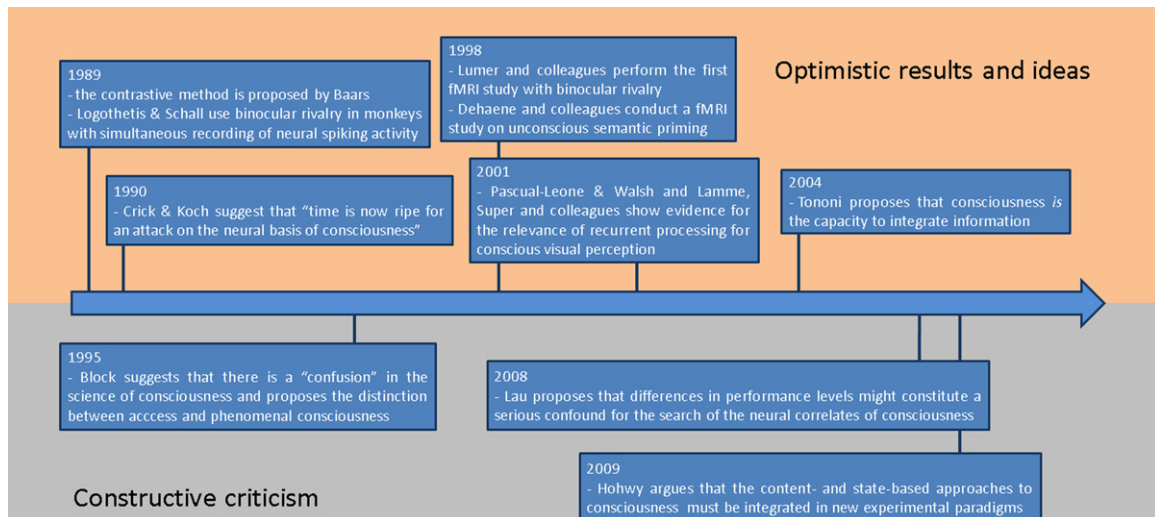 1989
- the contrastive method is proposed by Baars
- Logothetis & Schall use binocular rivalry in monkeys
with simultaneous recording of neural spiking activity
1998
- Lumer and colleagues perform the first
fMRI study with binocular rivalry
- Dehaene and colleagues conduct a fMRI
study on unconscious semantic priming
Optimistic results and ideas
1990
- Crick & Koch suggest that “time is now ripe for
an attack on the neural basis of consciousness”
2001
- Pascual-Leone & Walsh and Lamme,
Super and colleagues show evidence for
the relevance of recurrent processing for
conscious visual perception
2004
- Tononi proposes that consciousness is
the capacity to integrate information
1995
- Block suggests that there is a “confusion” in the
science of consciousness and proposes the distinction
between acccess and phenomenal consciousness
2008
- Lau proposes that differences in performance levels might constitute a
serious confound for the search of the neural correlates of consciousness
2009
- Hohwy argues that the content- and state-based approaches to
consciousness must be integrated in new experimental paradigms
Constructive criticism